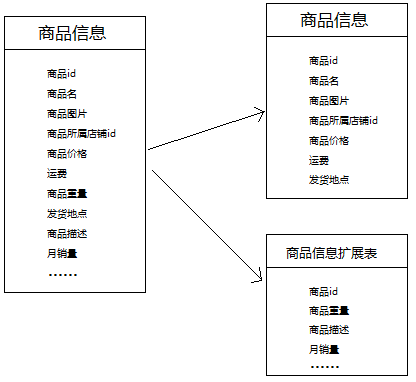 商品信息
商品id
商品名
商品图片
商品所属店铺id
商品价格
运费
商品重量
发货地点
商品描述
月销量
······
商品信息
商品id
商品名
商品图片
商品所属店铺id
商品价格
运费
发货地点
商品信息扩展表
商品id
商品重量
商品描述
月销量
······